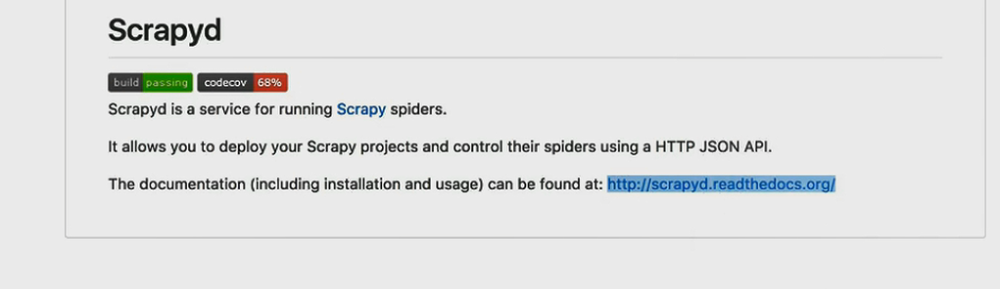 Scrapyd
build passing codecov 68%
Scrapyd is a service for running Scrapy spiders.
It allows you to deploy your Scrapy projects and control their spiders using a HTTP JSON API.
The documentation (including installation and usage) can be found at: http://scrapyd.readthedocs.org/